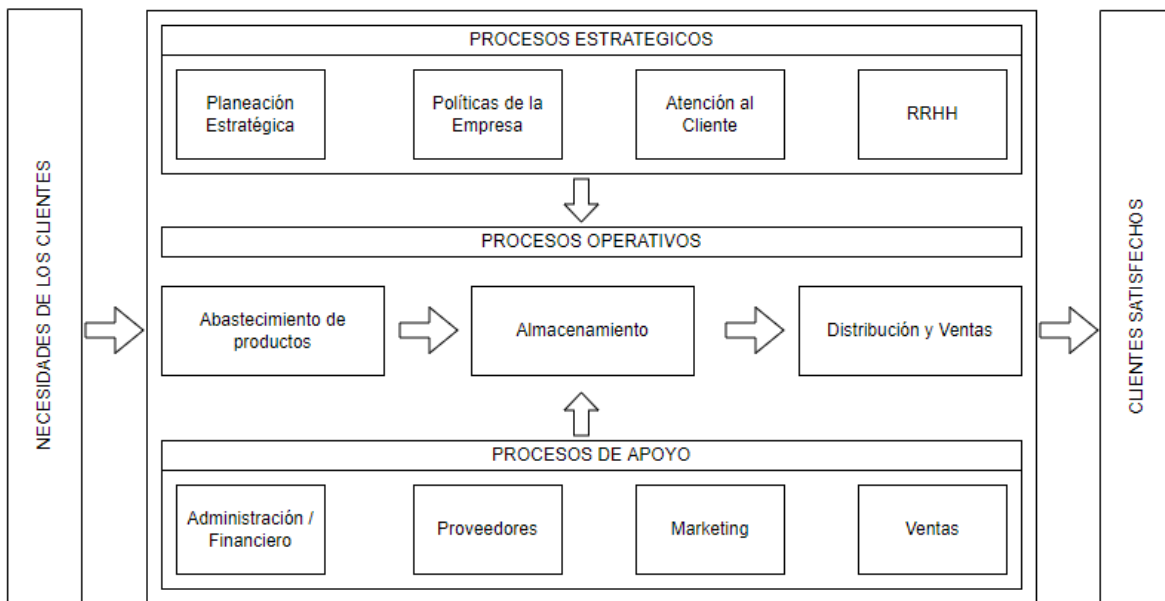 NECESIDADES DE LOS CLIENTES
PROCESOS ESTRATEGICOS
Planeación
Estratégica
Políticas de la
Empresa
Atención al
Cliente
RRHH
PROCESOS OPERATIVOS
Abastecimiento de
productos
Almacenamiento
Distribución y Ventas
PROCESOS DE APOYO
Administración /
Financiero
Proveedores
Marketing
Ventas
CLIENTES SATISFECHOS